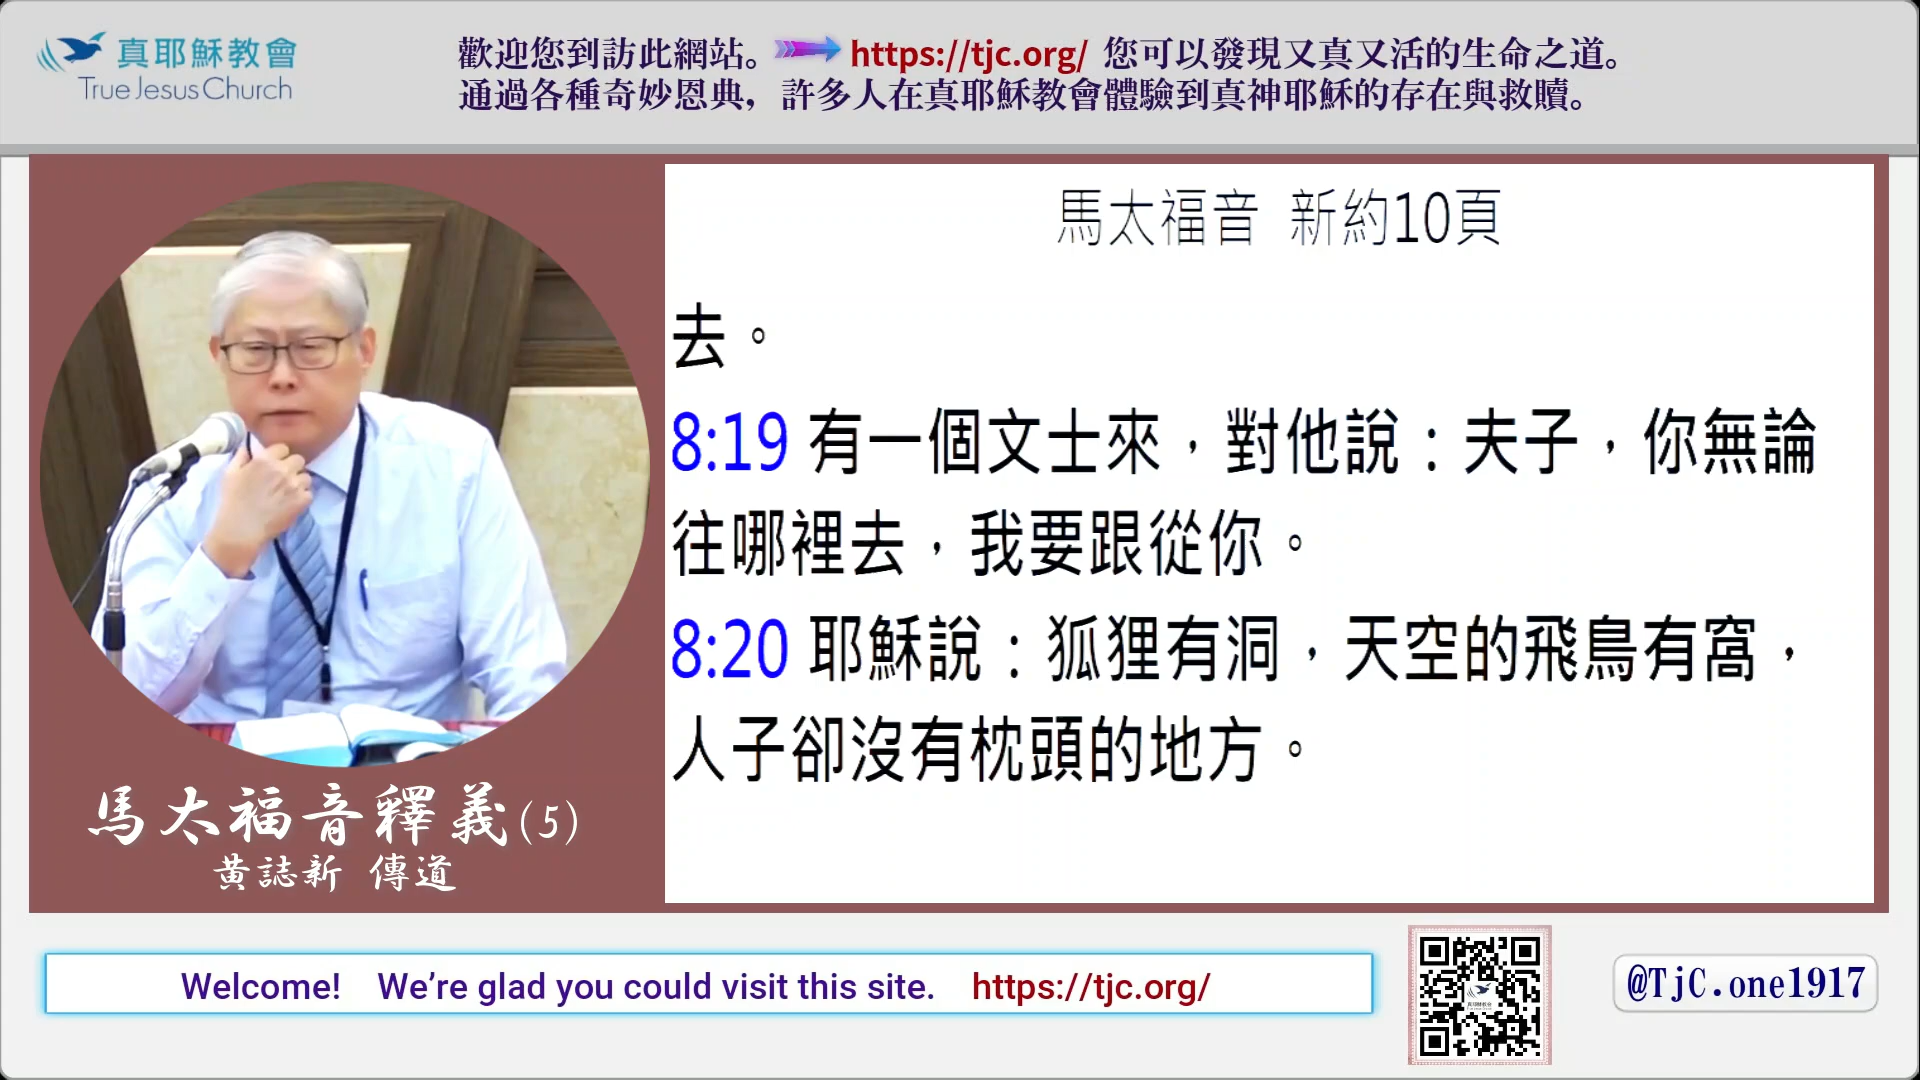 真耶穌教會
True Jesus Church
歡迎您到訪此網站。 https://tjc.org/ 您可以發現又真又活的生命之道。
通過各種奇妙恩典，許多人在真耶穌教會體驗到真神耶穌的存在與救贖。
馬太福音 新約10頁
去。
8:19 有一個文士來，對他說：夫子，你無論
往哪裡去，我要跟從你。
8:20 耶穌說：狐狸有洞，天空的飛鳥有窩，
人子卻沒有枕頭的地方。
馬太福音釋義(5)
黃誌新 傳道
Welcome! We’re glad you could visit this site. https://tjc.org/
@TjC.one1917